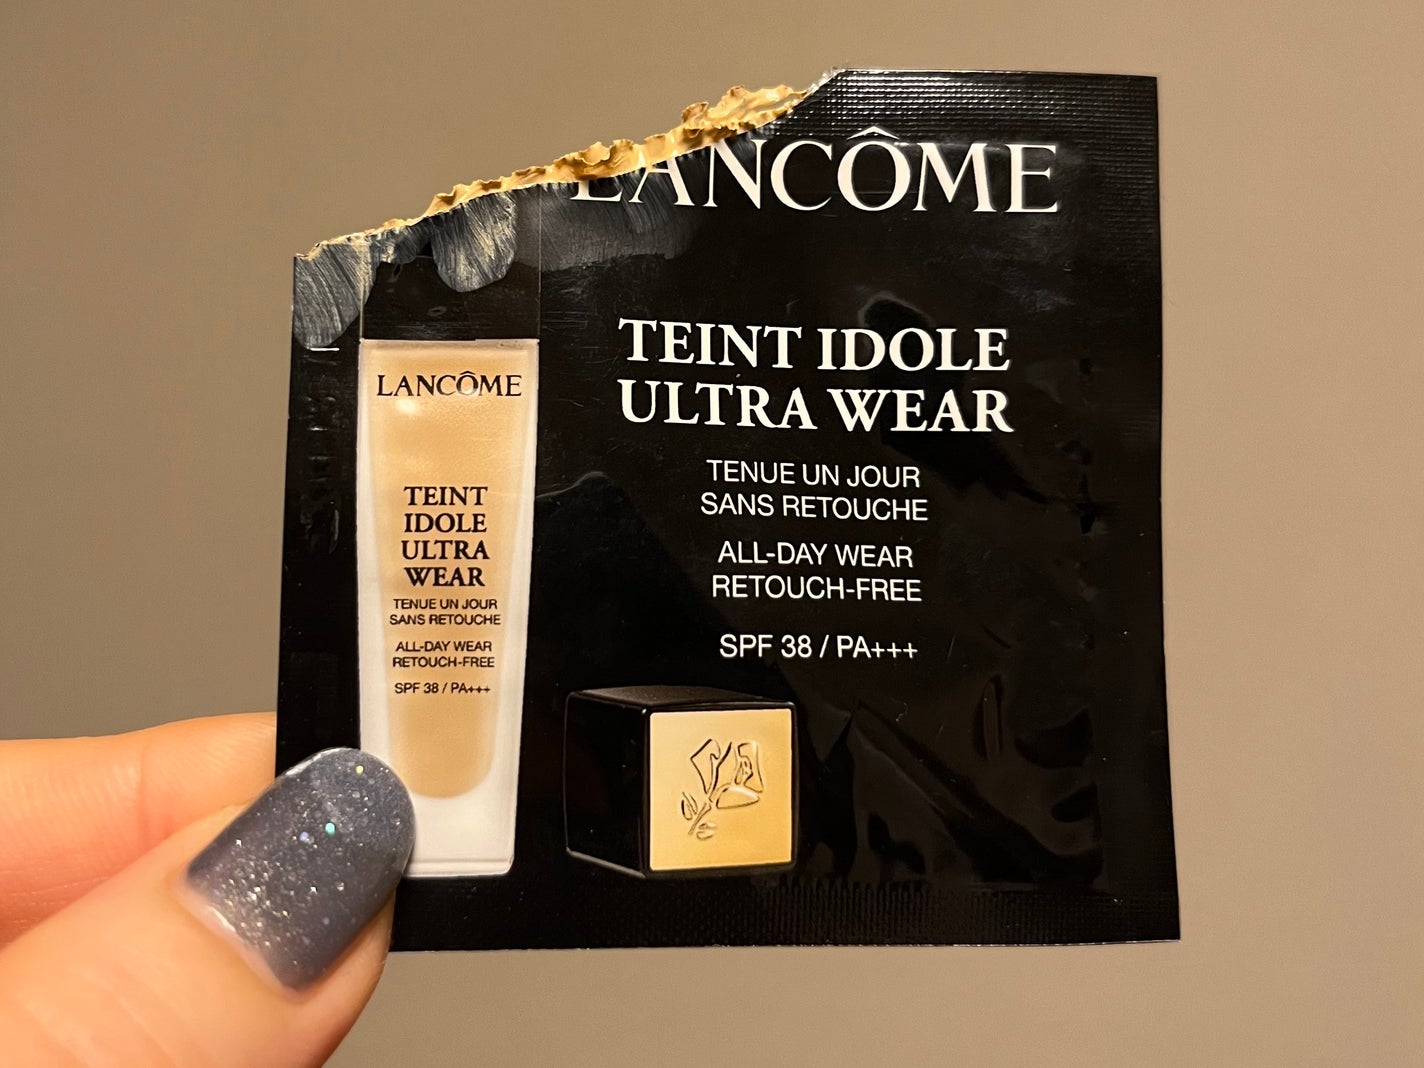 LANCÔME
TEINT IDOLE
ULTRA WEAR
TENUE UN JOUR
SANS RETOUCHE
ALL-DAY WEAR
RETOUCH-FREE
SPF 38 / PA+++
LANCÔME
TEINT
IDOLE
ULTRA
WEAR
TENUE UN JOUR
SANS RETOUCHE
ALL-DAY WEAR
RETOUCH-FREE
SPF 38 / PA+++